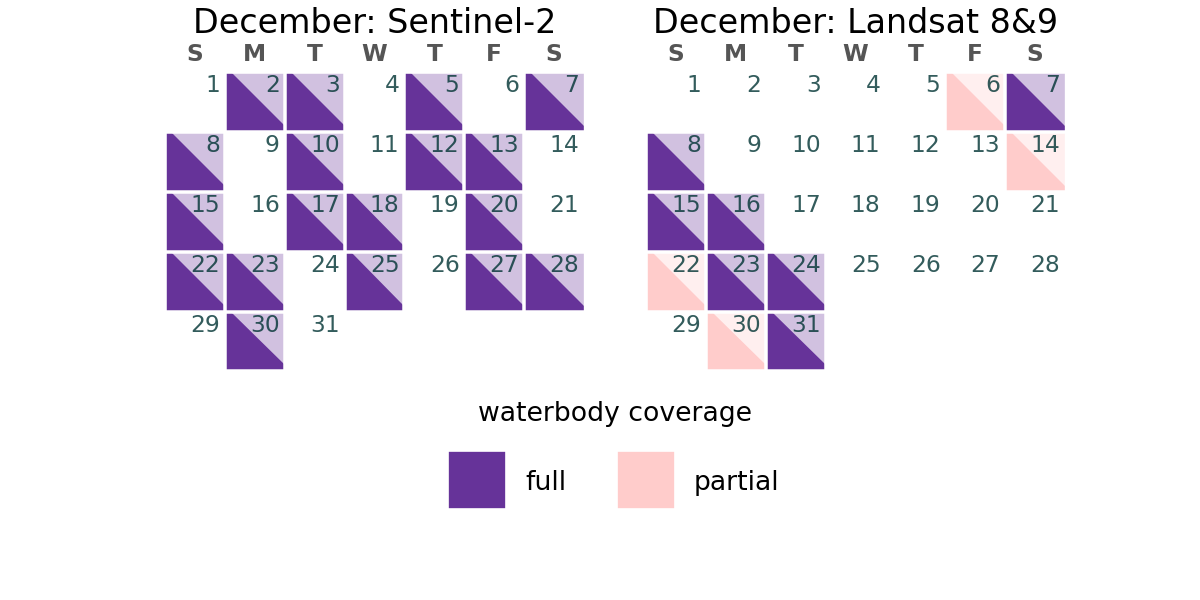 December: Sentinel-2
S M T W T F S
1 2 3 4 5 6 7
8 9 10 11 12 13 14
15 16 17 18 19 20 21
22 23 24 25 26 27 28
29 30 31
December: Landsat 8&9
S M T W T F S
1 2 3 4 5 6 7
8 9 10 11 12 13 14
15 16 17 18 19 20 21
22 23 24 25 26 27 28
29 30 31
waterbody coverage
full
partial